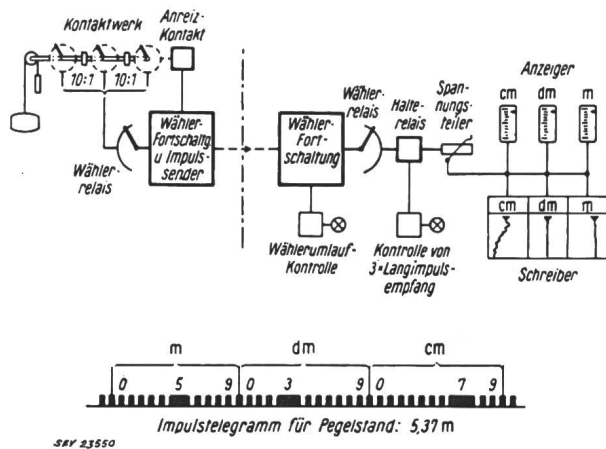 Kontaktwerk
Anreiz-
Kontakt
10:1 10:1
Wähler-
relais
Wähler-
Fortschaltg
u Impuls-
sender
Wähler-
Fort-
schaltung
Wähler-
relais
Halte-
relais
Span-
nungs-
teiler
Anzeiger
cm dm m
cm dm m
Schreiber
Wählerumlauf-
Kontrolle
Kontrolle von
3×Langimpuls-
empfang
m dm cm
0 5 9 0 3 9 0 7 9
Impulstelegramm für Pegelstand: 5,37 m
SRV 23550